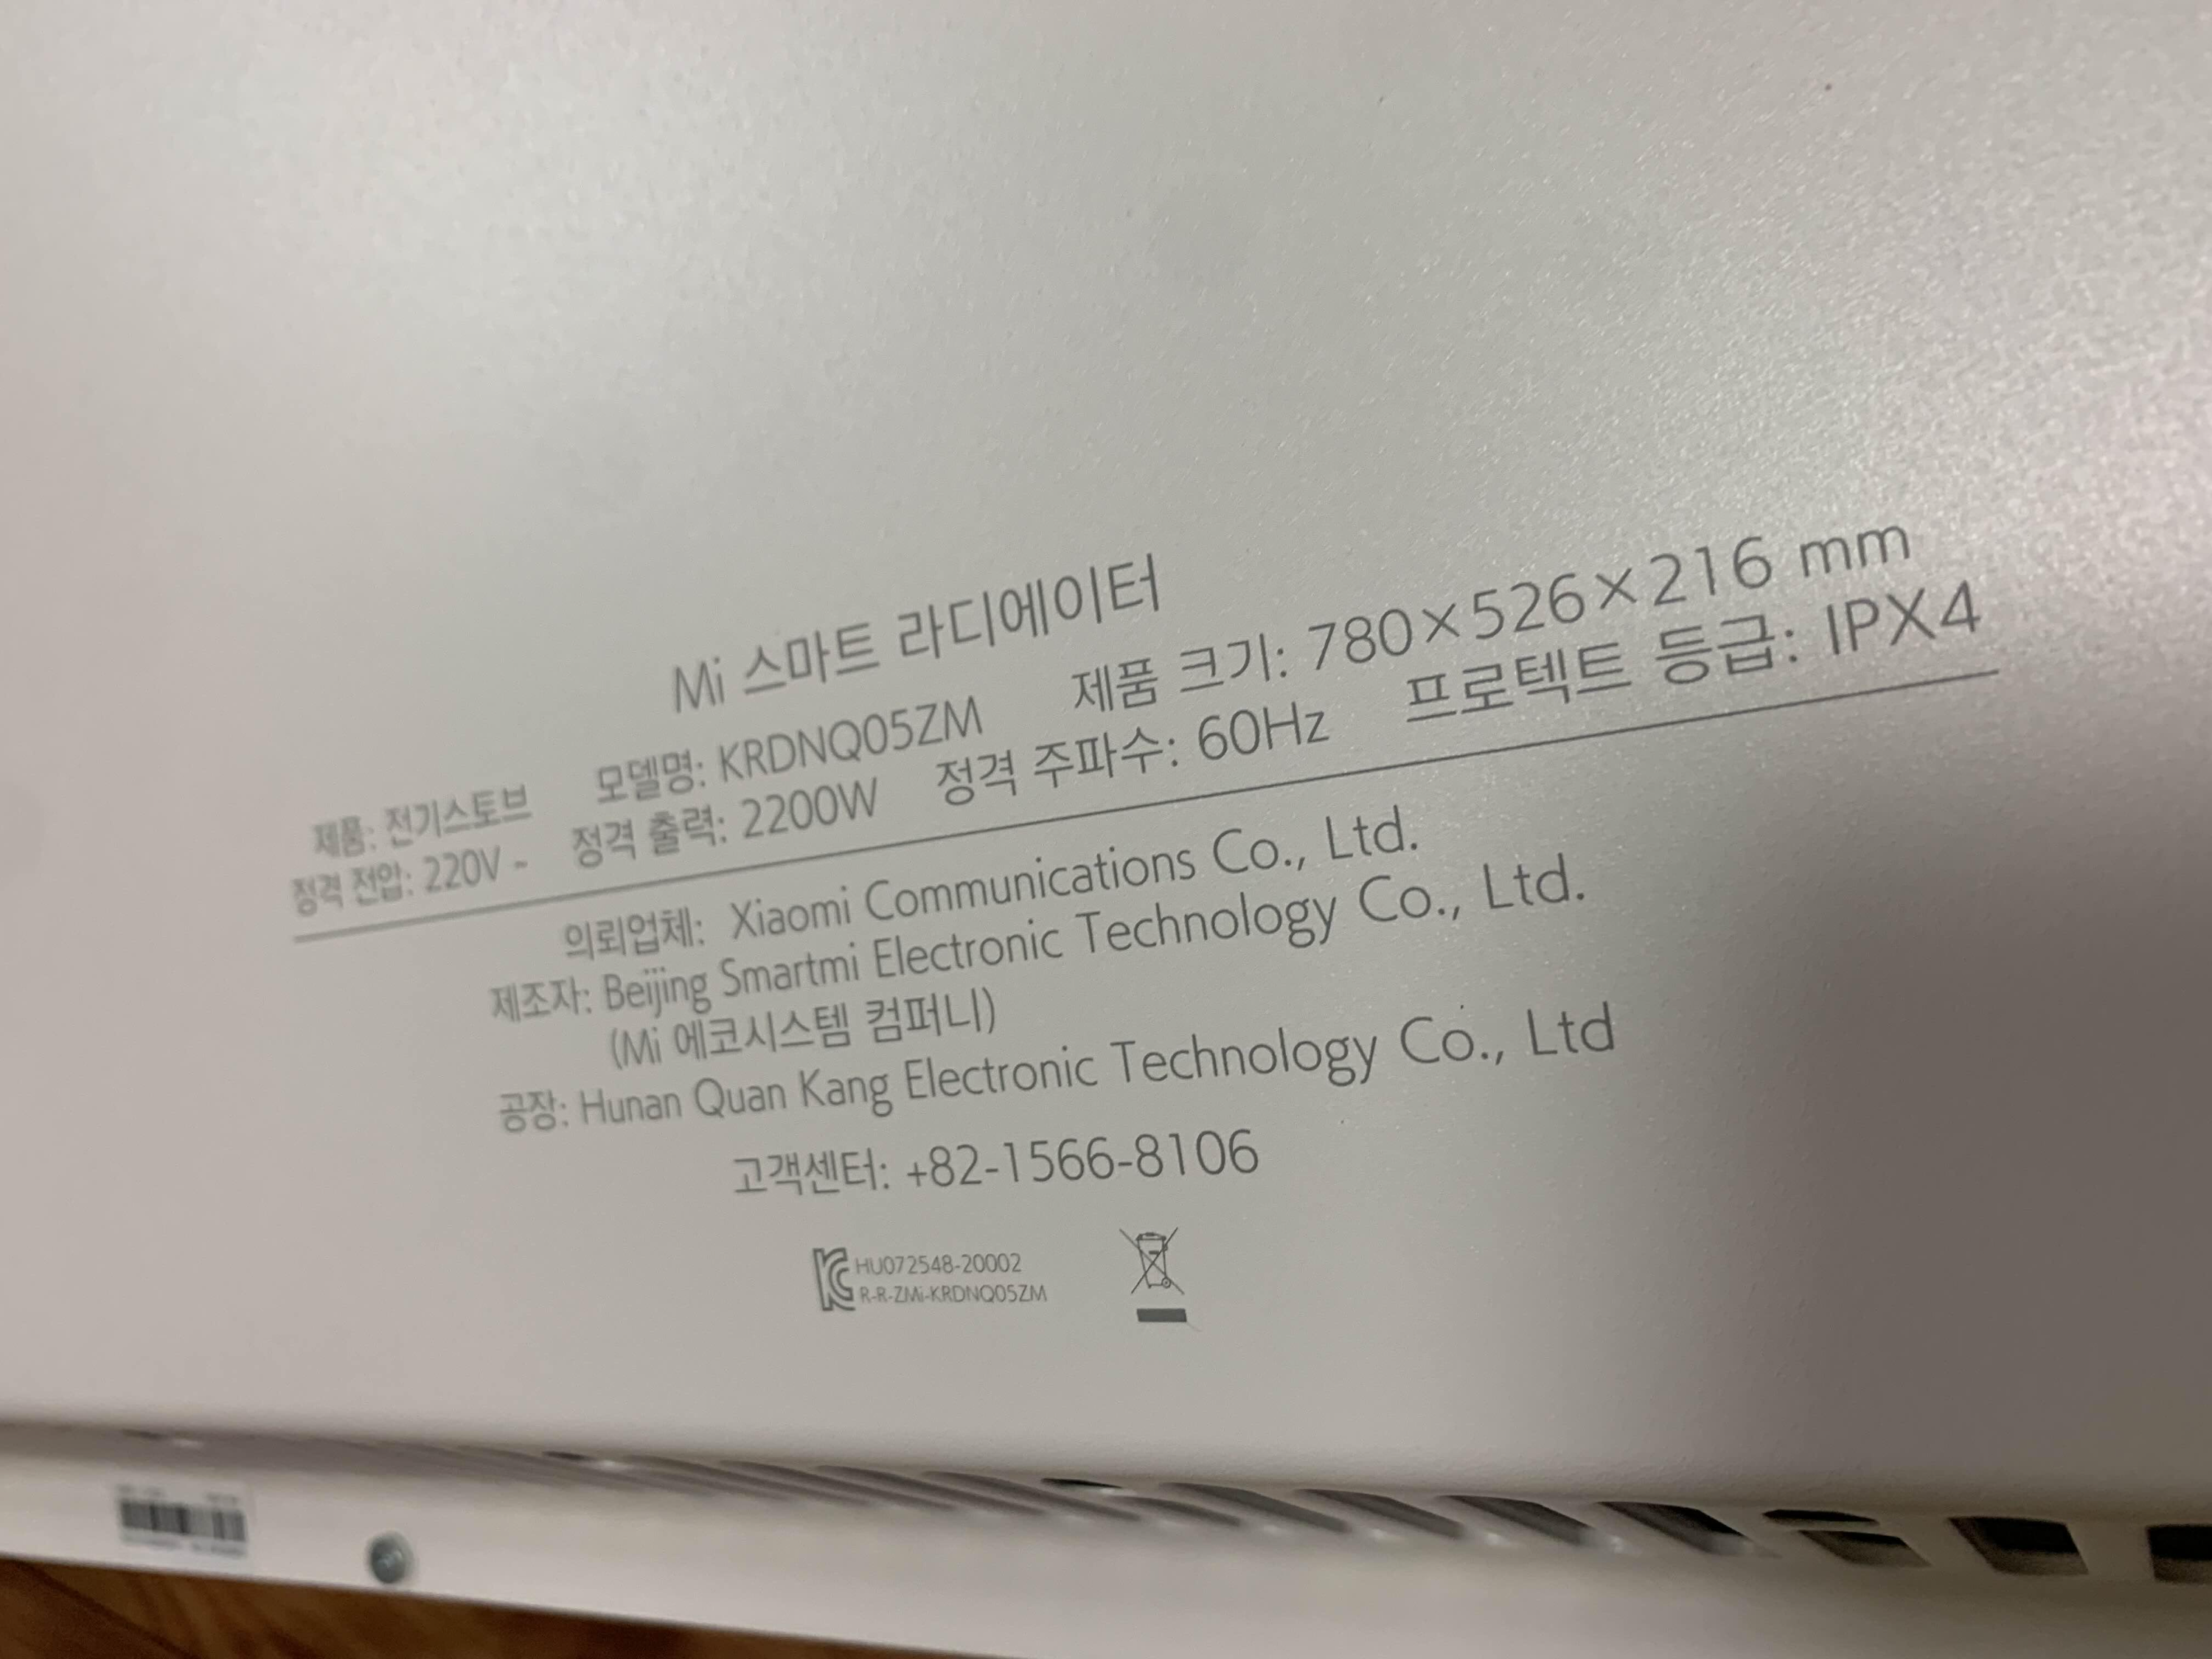 Mi 스마트 라디에이터
제품: 전기스토브 모델명: KRDNQ05ZM 제품 크기: 780×526×216 mm
정격 전압: 220V ~ 정격 출력: 2200W 정격 주파수: 60Hz 프로텍트 등급: IPX4
의뢰업체: Xiaomi Communications Co., Ltd.
제조자: Beijing Smartmi Electronic Technology Co., Ltd.
(Mi 에코시스템 컴퍼니)
공장: Hunan Quan Kang Electronic Technology Co., Ltd
고객센터: +82-1566-8106
HU072548-20002
R-R-ZMi-KRDNQ05ZM